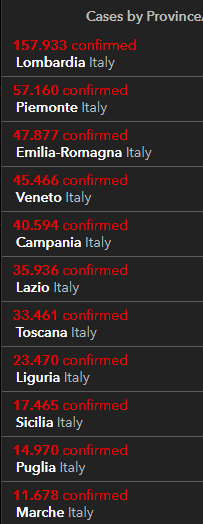 Cases by Province/
157.933 confirmed
Lombardia Italy
57.160 confirmed
Piemonte Italy
47.877 confirmed
Emilia-Romagna Italy
45.466 confirmed
Veneto Italy
40.594 confirmed
Campania Italy
35.936 confirmed
Lazio Italy
33.461 confirmed
Toscana Italy
23.470 confirmed
Liguria Italy
17.465 confirmed
Sicilia Italy
14.970 confirmed
Puglia Italy
11.678 confirmed
Marche Italy